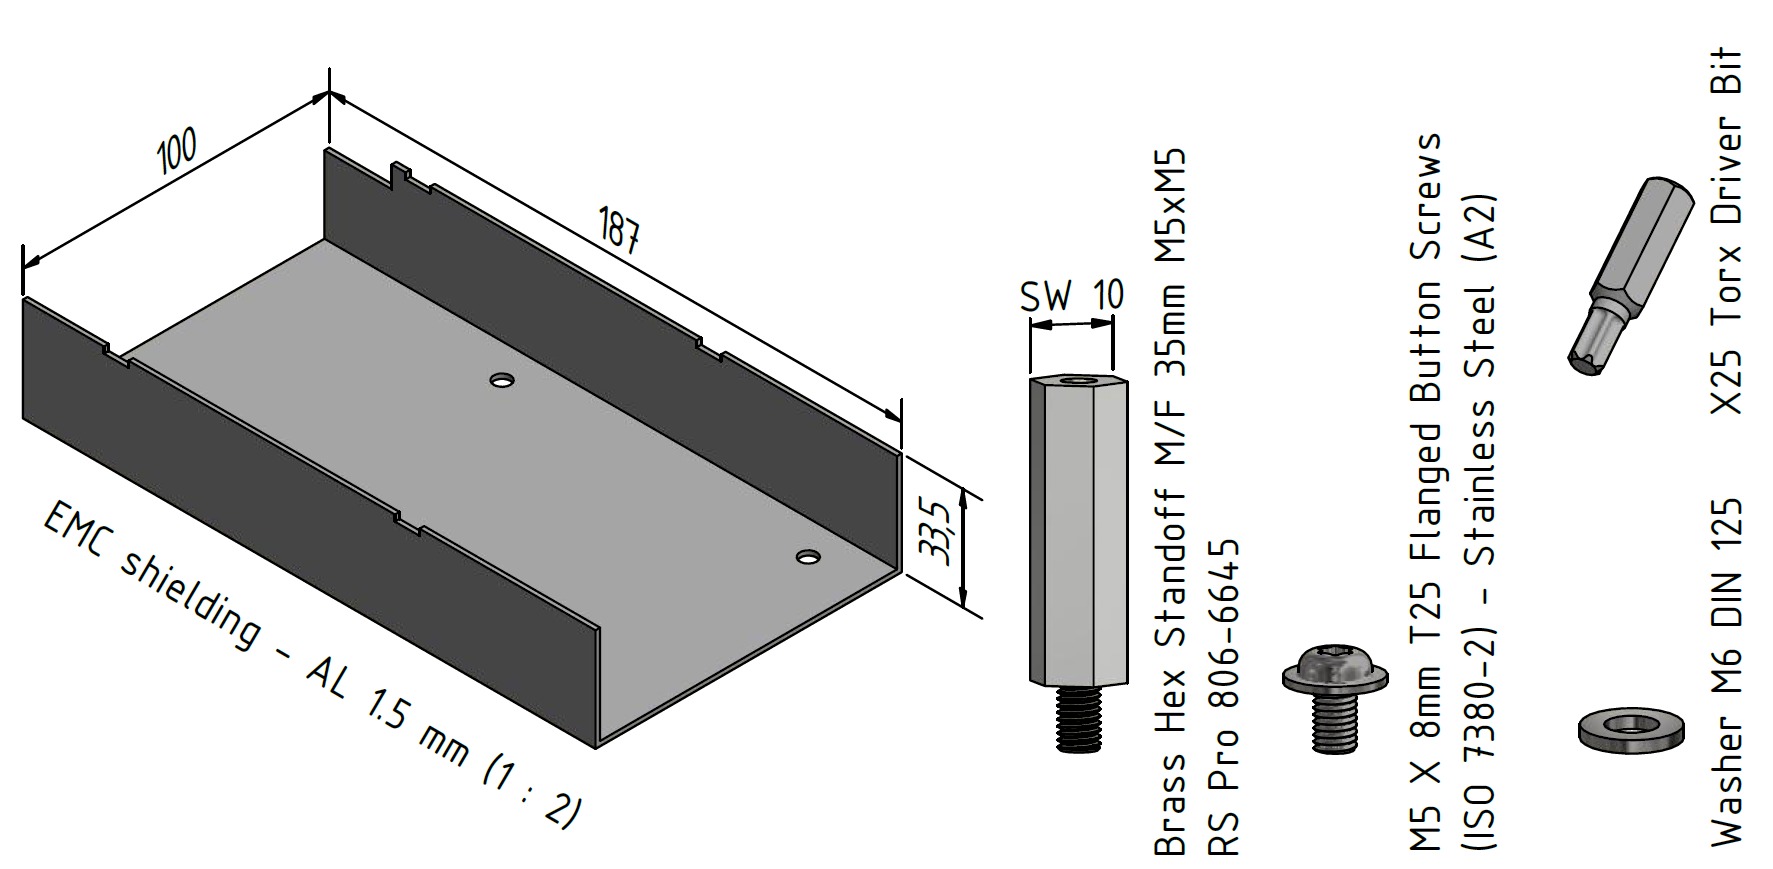 100
187
33,5
EMC shielding - AL 1.5 mm (1 : 2)
SW 10
Brass Hex Standoff M/F 35mm M5xM5
RS Pro 806-6645
M5 X 8mm T25 Flanged Button Screws
(ISO 7380-2) - Stainless Steel (A2)
X25 Torx Driver Bit
Washer M6 DIN 125